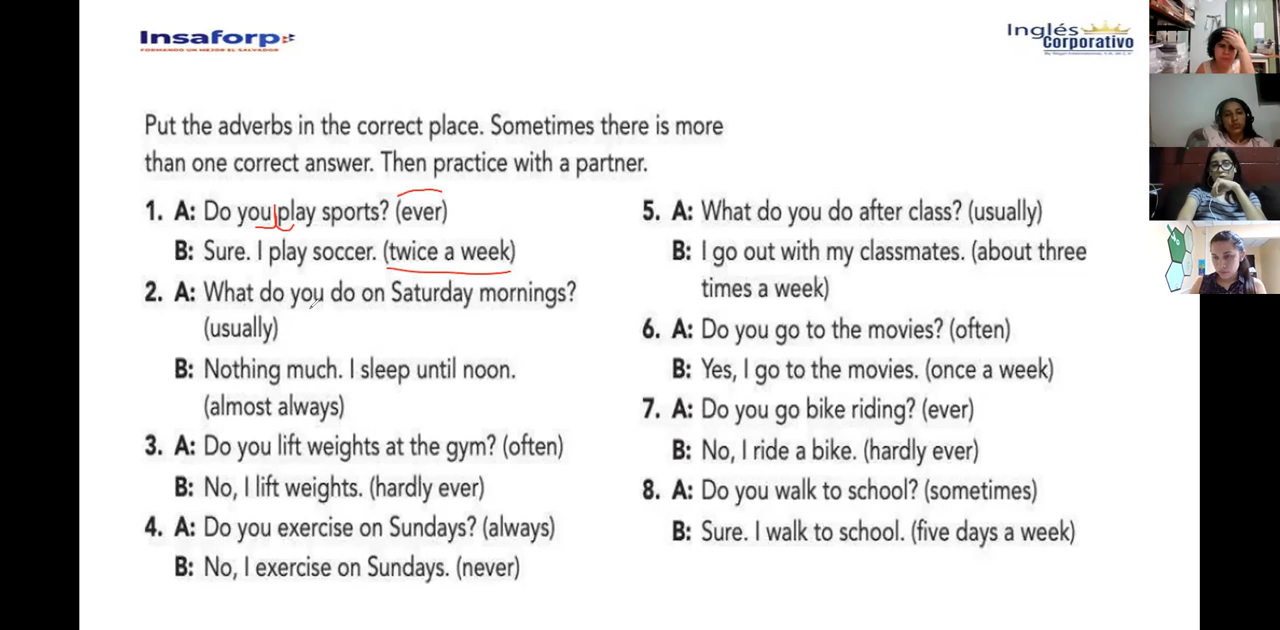 Insaforp
FORMANDO UN MEJOR EL SALVADOR
Inglés
Corporativo
Put the adverbs in the correct place. Sometimes there is more
than one correct answer. Then practice with a partner.
1. A: Do you play sports? (ever)
B: Sure. I play soccer. (twice a week)
2. A: What do you do on Saturday mornings?
(usually)
B: Nothing much. I sleep until noon.
(almost always)
3. A: Do you lift weights at the gym? (often)
B: No, I lift weights. (hardly ever)
4. A: Do you exercise on Sundays? (always)
B: No, I exercise on Sundays. (never)
5. A: What do you do after class? (usually)
B: I go out with my classmates. (about three
times a week)
6. A: Do you go to the movies? (often)
B: Yes, I go to the movies. (once a week)
7. A: Do you go bike riding? (ever)
B: No, I ride a bike. (hardly ever)
8. A: Do you walk to school? (sometimes)
B: Sure. I walk to school. (five days a week)